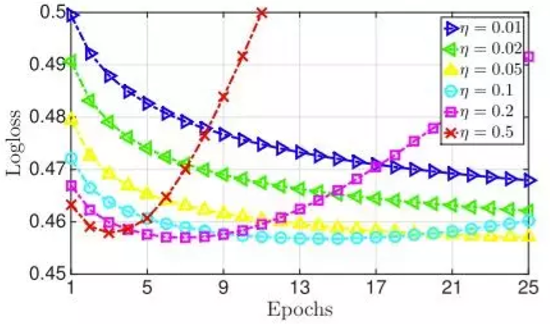 0.5
0.49
0.48
0.47
0.46
0.45
Logloss
1
5
9
13
17
21
25
Epochs
η = 0.01
η = 0.02
η = 0.05
η = 0.1
η = 0.2
η = 0.5